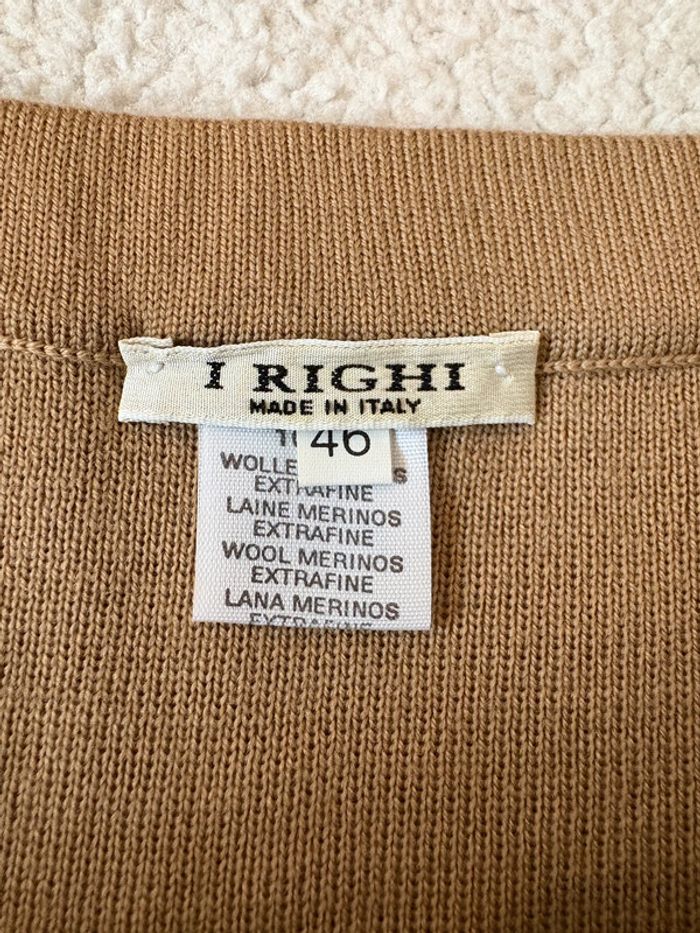 I RIGHI
MADE IN ITALY
46
WOLLE
EXTRAFINE
LAINE MERINOS
EXTRAFINE
WOOL MERINOS
EXTRAFINE
LANA MERINOS